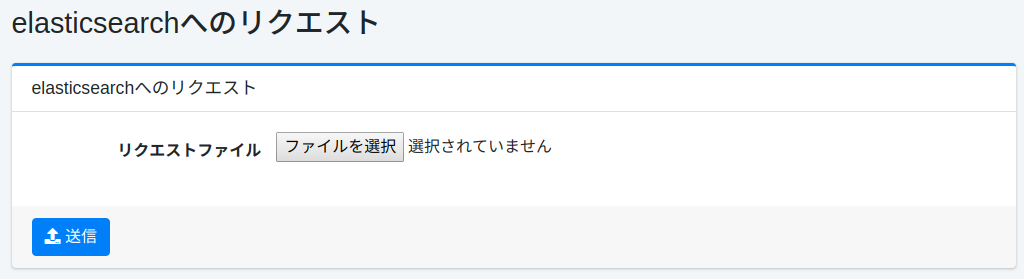 elasticsearchへのリクエスト
elasticsearchへのリクエスト
リクエストファイル ファイルを選択 選択されていません
送信